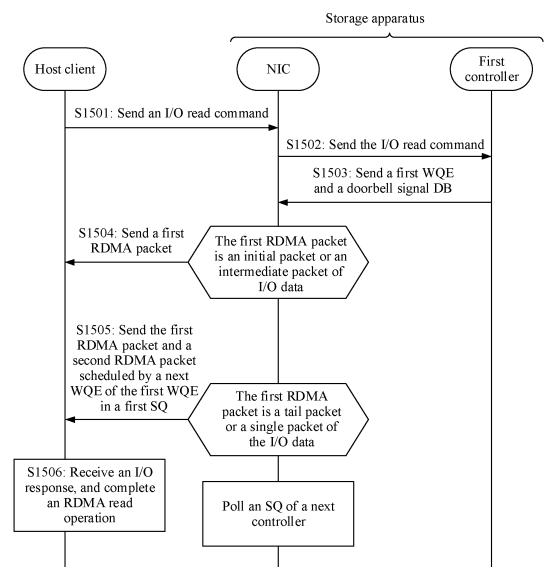 Storage apparatus
Host client
NIC
First
controller
S1501: Send an I/O read command
S1502: Send the I/O read command
S1503: Send a first WQE
and a doorbell signal DB
S1504: Send a first
RDMA packet
The first RDMA packet
is an initial packet or an
intermediate packet of
I/O data
S1505: Send the first
RDMA packet and a
second RDMA packet
scheduled by a next
WQE of the first WQE
in a first SQ
The first RDMA
packet is a tail packet
or a single packet of
the I/O data
S1506: Receive an I/O
response, and complete
an RDMA read
operation
Poll an SQ of a next
controller